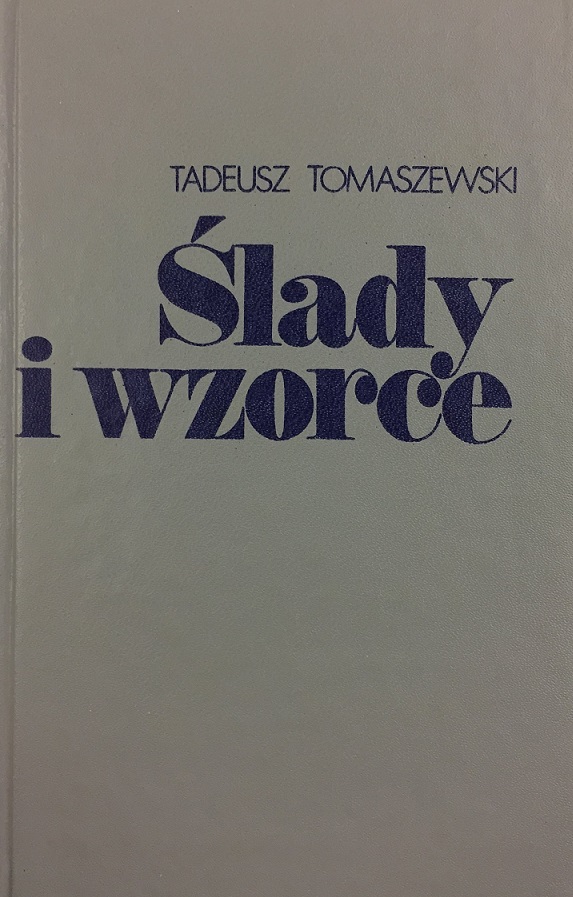 TADEUSZ TOMASZEWSKI
Ślady
i wzorce